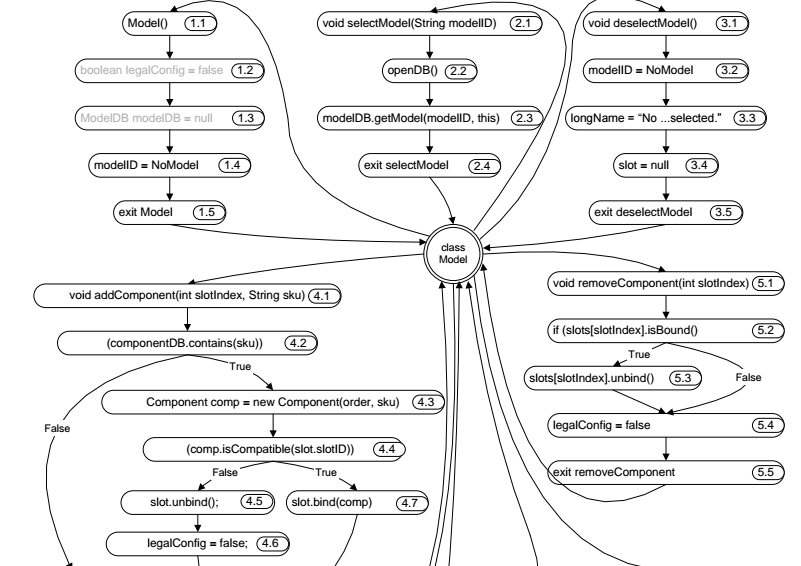 Model() 1.1
boolean legalConfig = false 1.2
ModelDB modelDB = null 1.3
modelID = NoModel 1.4
exit Model 1.5
void selectModel(String modelID) 2.1
openDB() 2.2
modelDB.getModel(modelID, this) 2.3
exit selectModel 2.4
void deselectModel() 3.1
modelID = NoModel 3.2
longName = “No ...selected.” 3.3
slot = null 3.4
exit deselectModel 3.5
class
Model
void addComponent(int slotIndex, String sku) 4.1
(componentDB.contains(sku)) 4.2
True
Component comp = new Component(order, sku) 4.3
False
(comp.isCompatible(slot.slotID)) 4.4
False
True
slot.unbind(); 4.5
slot.bind(comp) 4.7
legalConfig = false; 4.6
void removeComponent(int slotIndex) 5.1
if (slots[slotIndex].isBound() 5.2
True
slots[slotIndex].unbind() 5.3
False
legalConfig = false 5.4
exit removeComponent 5.5